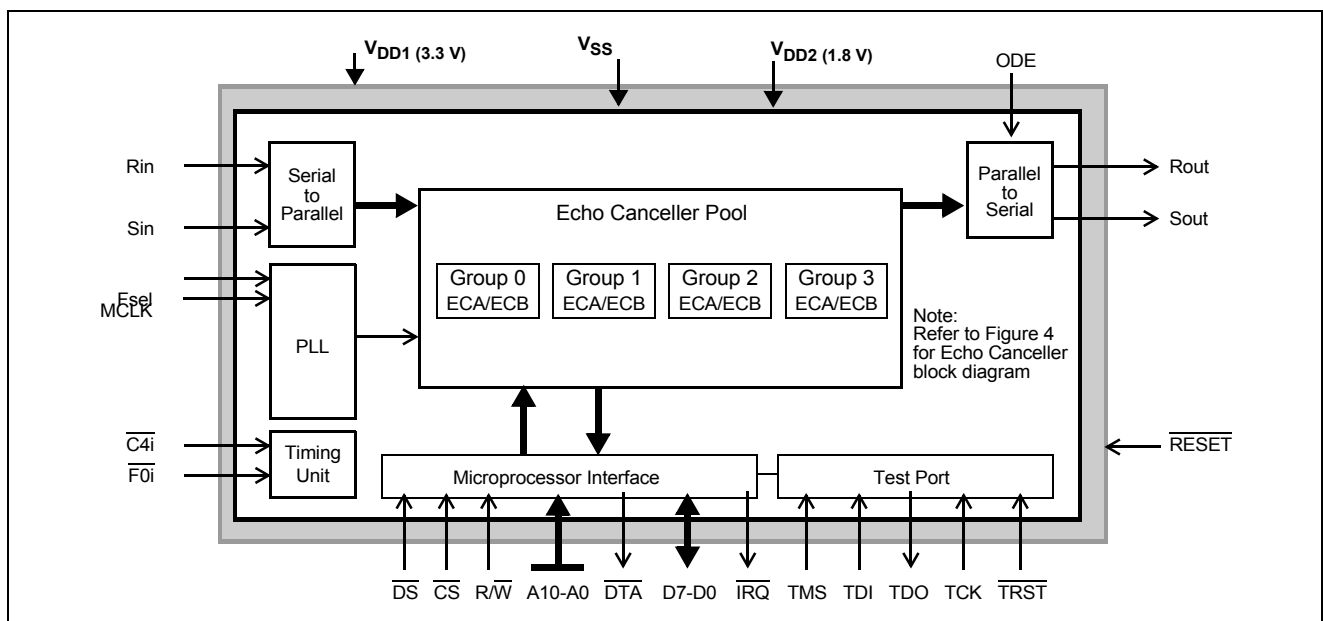 VDD1 (3.3 V)
VSS
VDD2 (1.8 V)
ODE
Rin
Sin
Serial
to
Parallel
Echo Canceller Pool
Group 0
ECA/ECB
Group 1
ECA/ECB
Group 2
ECA/ECB
Group 3
ECA/ECB
Parallel
to
Serial
Rout
Sout
Fsel
MCLK
PLL
Note:
Refer to Figure 4
for Echo Canceller
block diagram
C4i
F0i
Timing
Unit
RESET
Microprocessor Interface
Test Port
DS
CS
R/W
A10-A0
DTA
D7-D0
IRQ
TMS
TDI
TDO
TCK
TRST